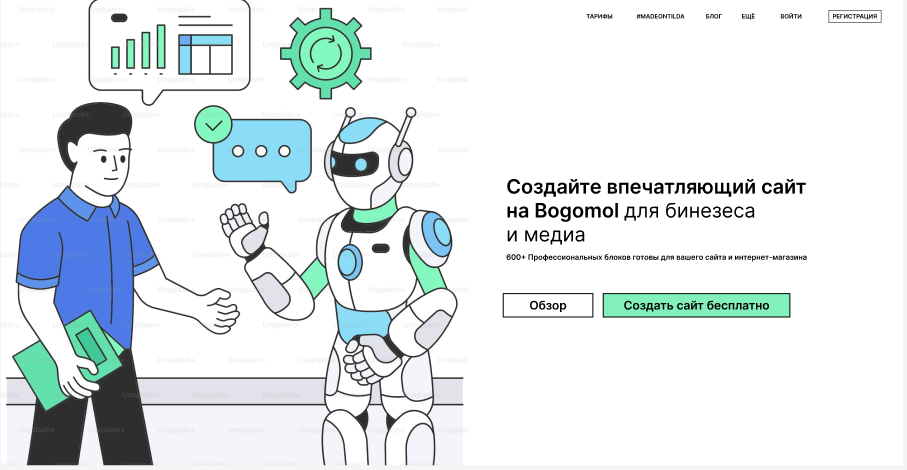 ТАРИФЫ #MADEONTILDA БЛОГ ЕЩЁ ВОЙТИ РЕГИСТРАЦИЯ
Создайте впечатляющий сайт
на Bogomol для бинезеса
и медиа
600+ Профессиональных блоков готовы для вашего сайта и интернет-магазина
Обзор Создать сайт бесплатно
Unsplash+